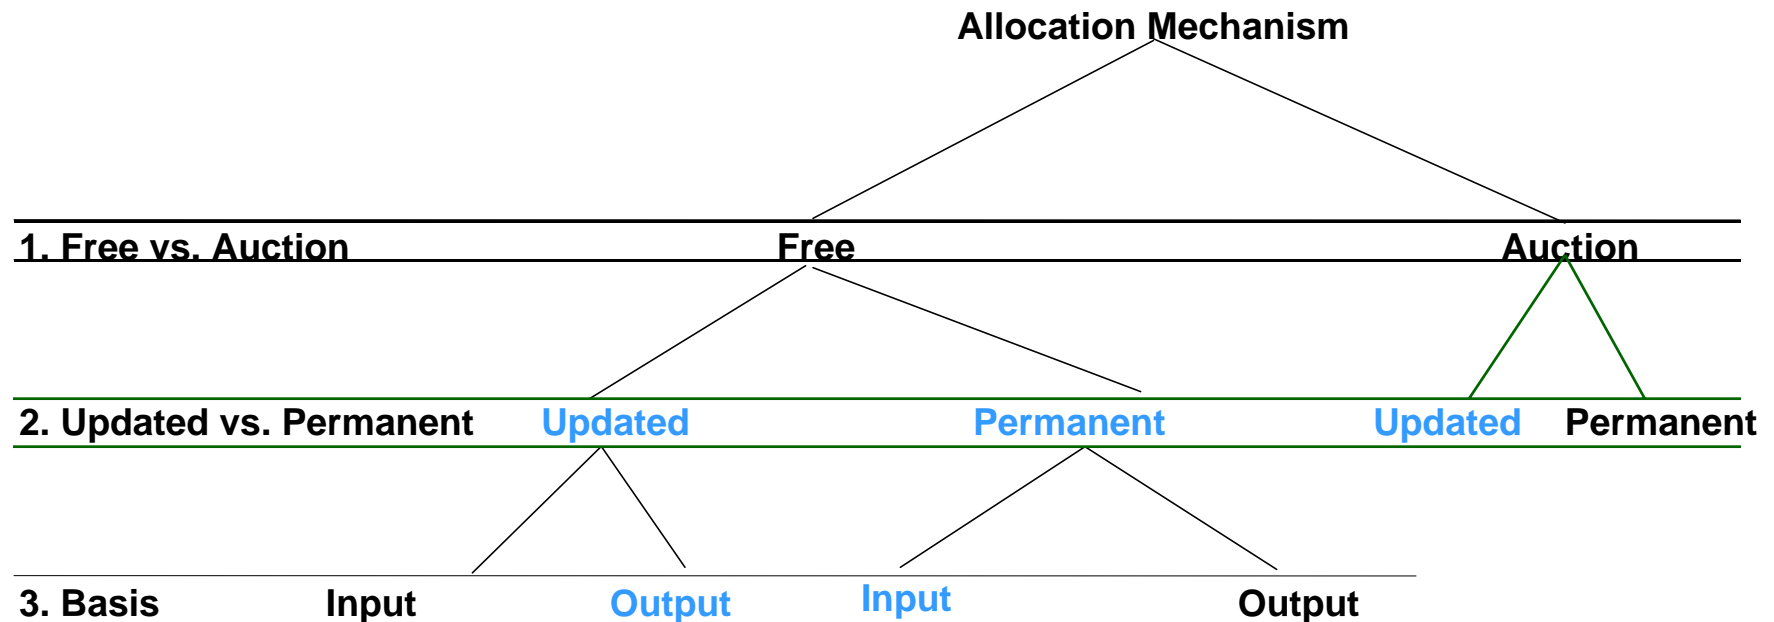 Allocation Mechanism
1. Free vs. Auction Free Auction
2. Updated vs. Permanent Updated Permanent Updated Permanent
3. Basis Input Output Input Output